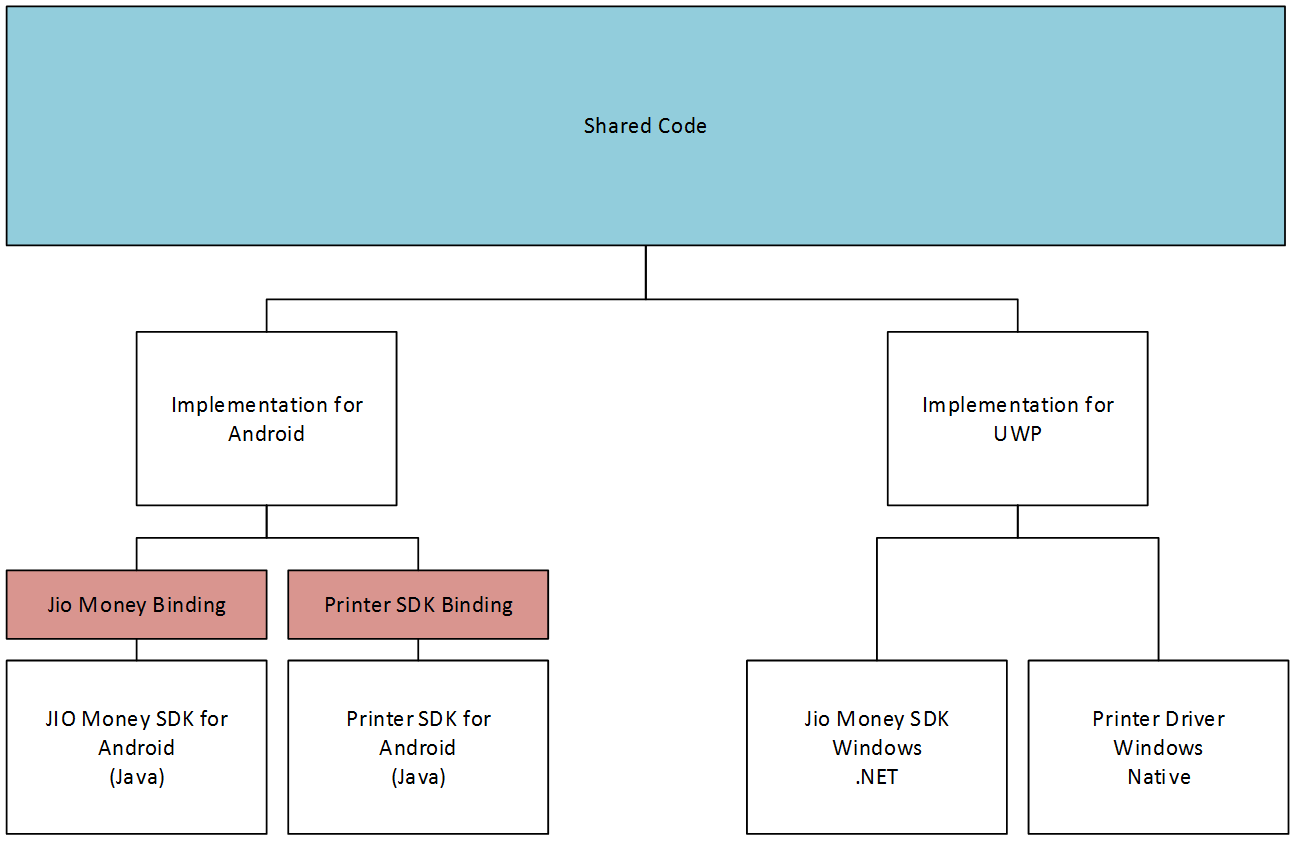 Shared Code
Implementation for
Android
Implementation for
UWP
Jio Money Binding
Printer SDK Binding
JIO Money SDK for
Android
(Java)
Printer SDK for
Android
(Java)
Jio Money SDK
Windows
.NET
Printer Driver
Windows
Native